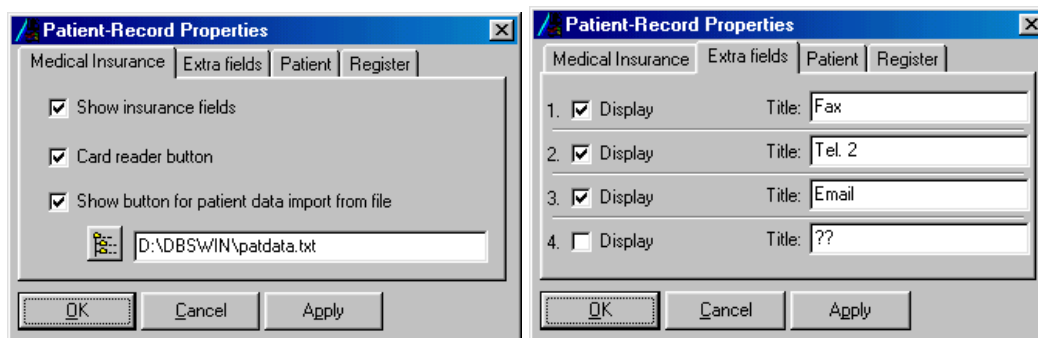 Patient-Record Properties
Medical Insurance Extra fields Patient Register
Show insurance fields
Card reader button
Show button for patient data import from file
D:\DBSWIN\patdata.txt
OK Cancel Apply
Patient-Record Properties
Medical Insurance Extra fields Patient Register
1. Display Title: Fax
2. Display Title: Tel. 2
3. Display Title: Email
4. Display Title: ??
OK Cancel Apply